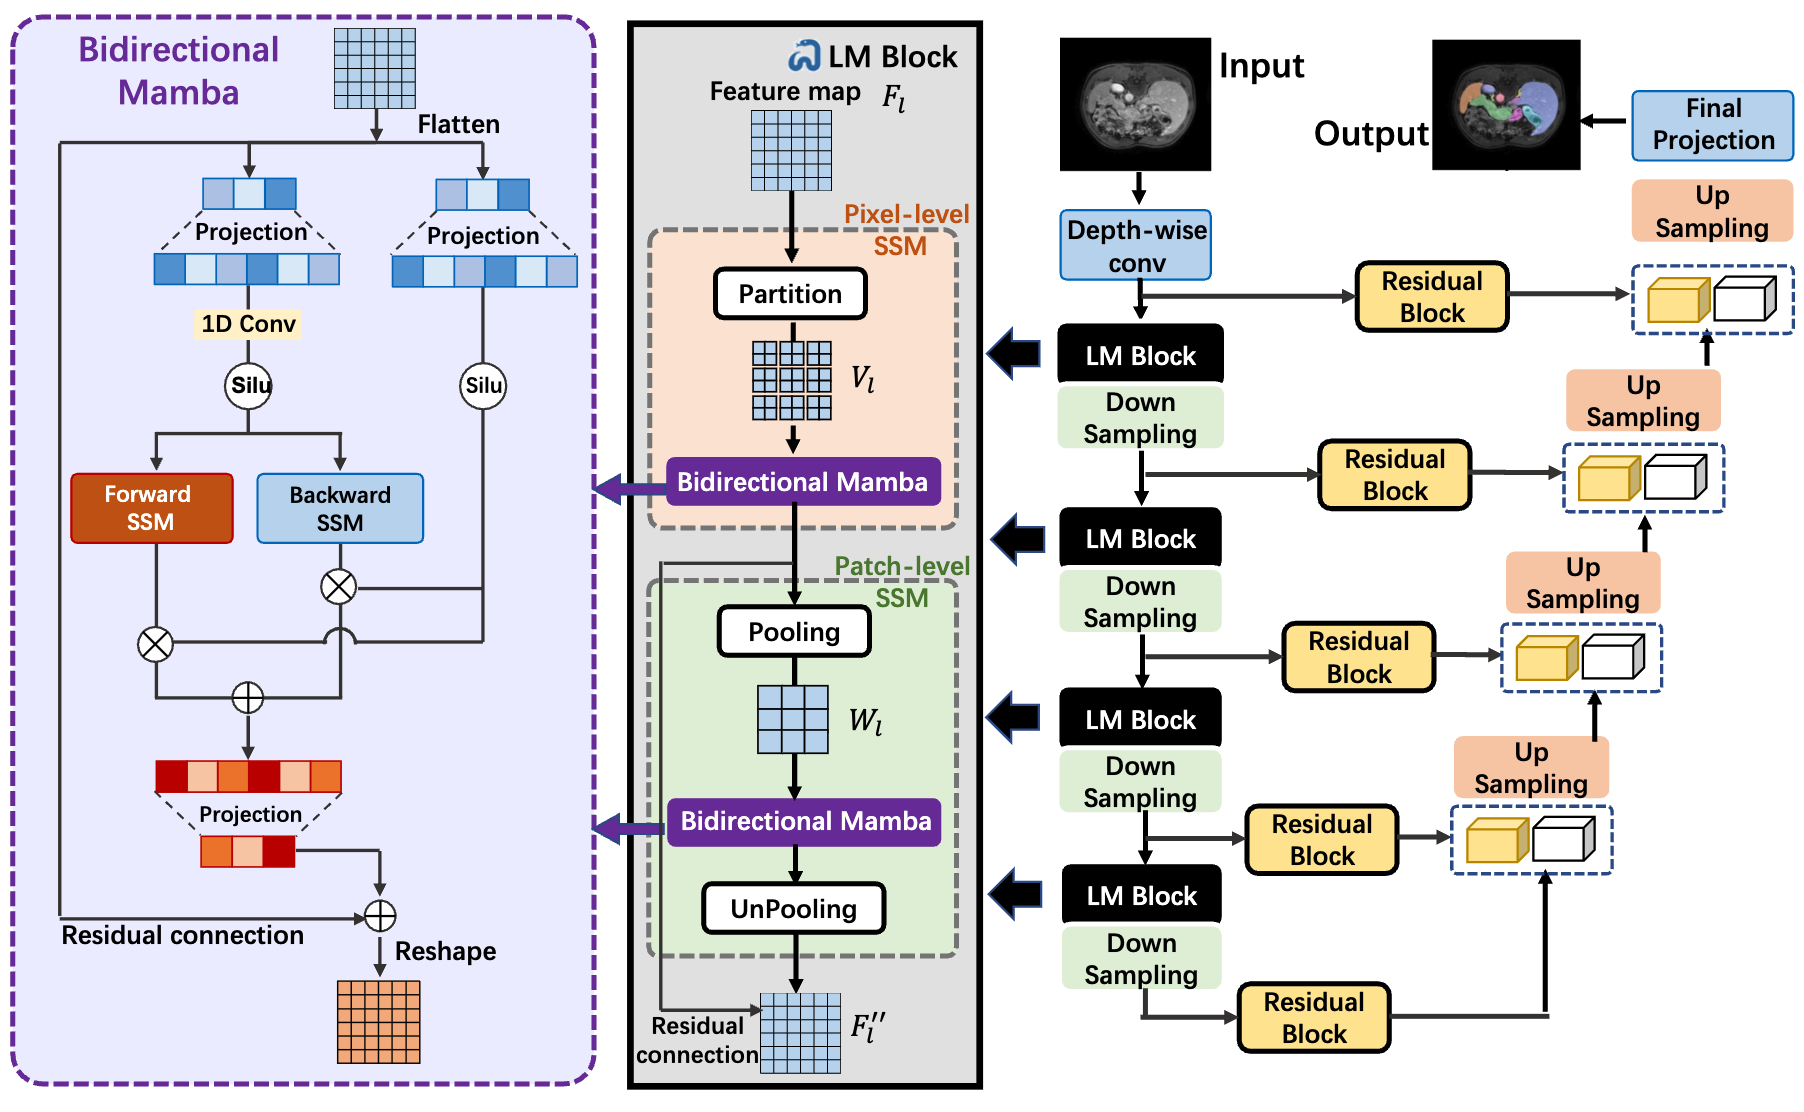 Bidirectional
Mamba
Flatten
Projection
Projection
1D Conv
Silu
Silu
Forward
SSM
Backward
SSM
Projection
Residual connection
Reshape
LM Block
Feature map F_l
Pixel-level
SSM
Partition
V_l
Bidirectional Mamba
Patch-level
SSM
Pooling
W_l
Bidirectional Mamba
UnPooling
Residual
connection
F_l''
Input
Output
Final
Projection
Depth-wise
conv
Up
Sampling
Residual
Block
LM Block
Down
Sampling
Up
Sampling
Residual
Block
LM Block
Down
Sampling
Up
Sampling
Residual
Block
LM Block
Down
Sampling
Up
Sampling
Residual
Block
LM Block
Down
Sampling
Residual
Block